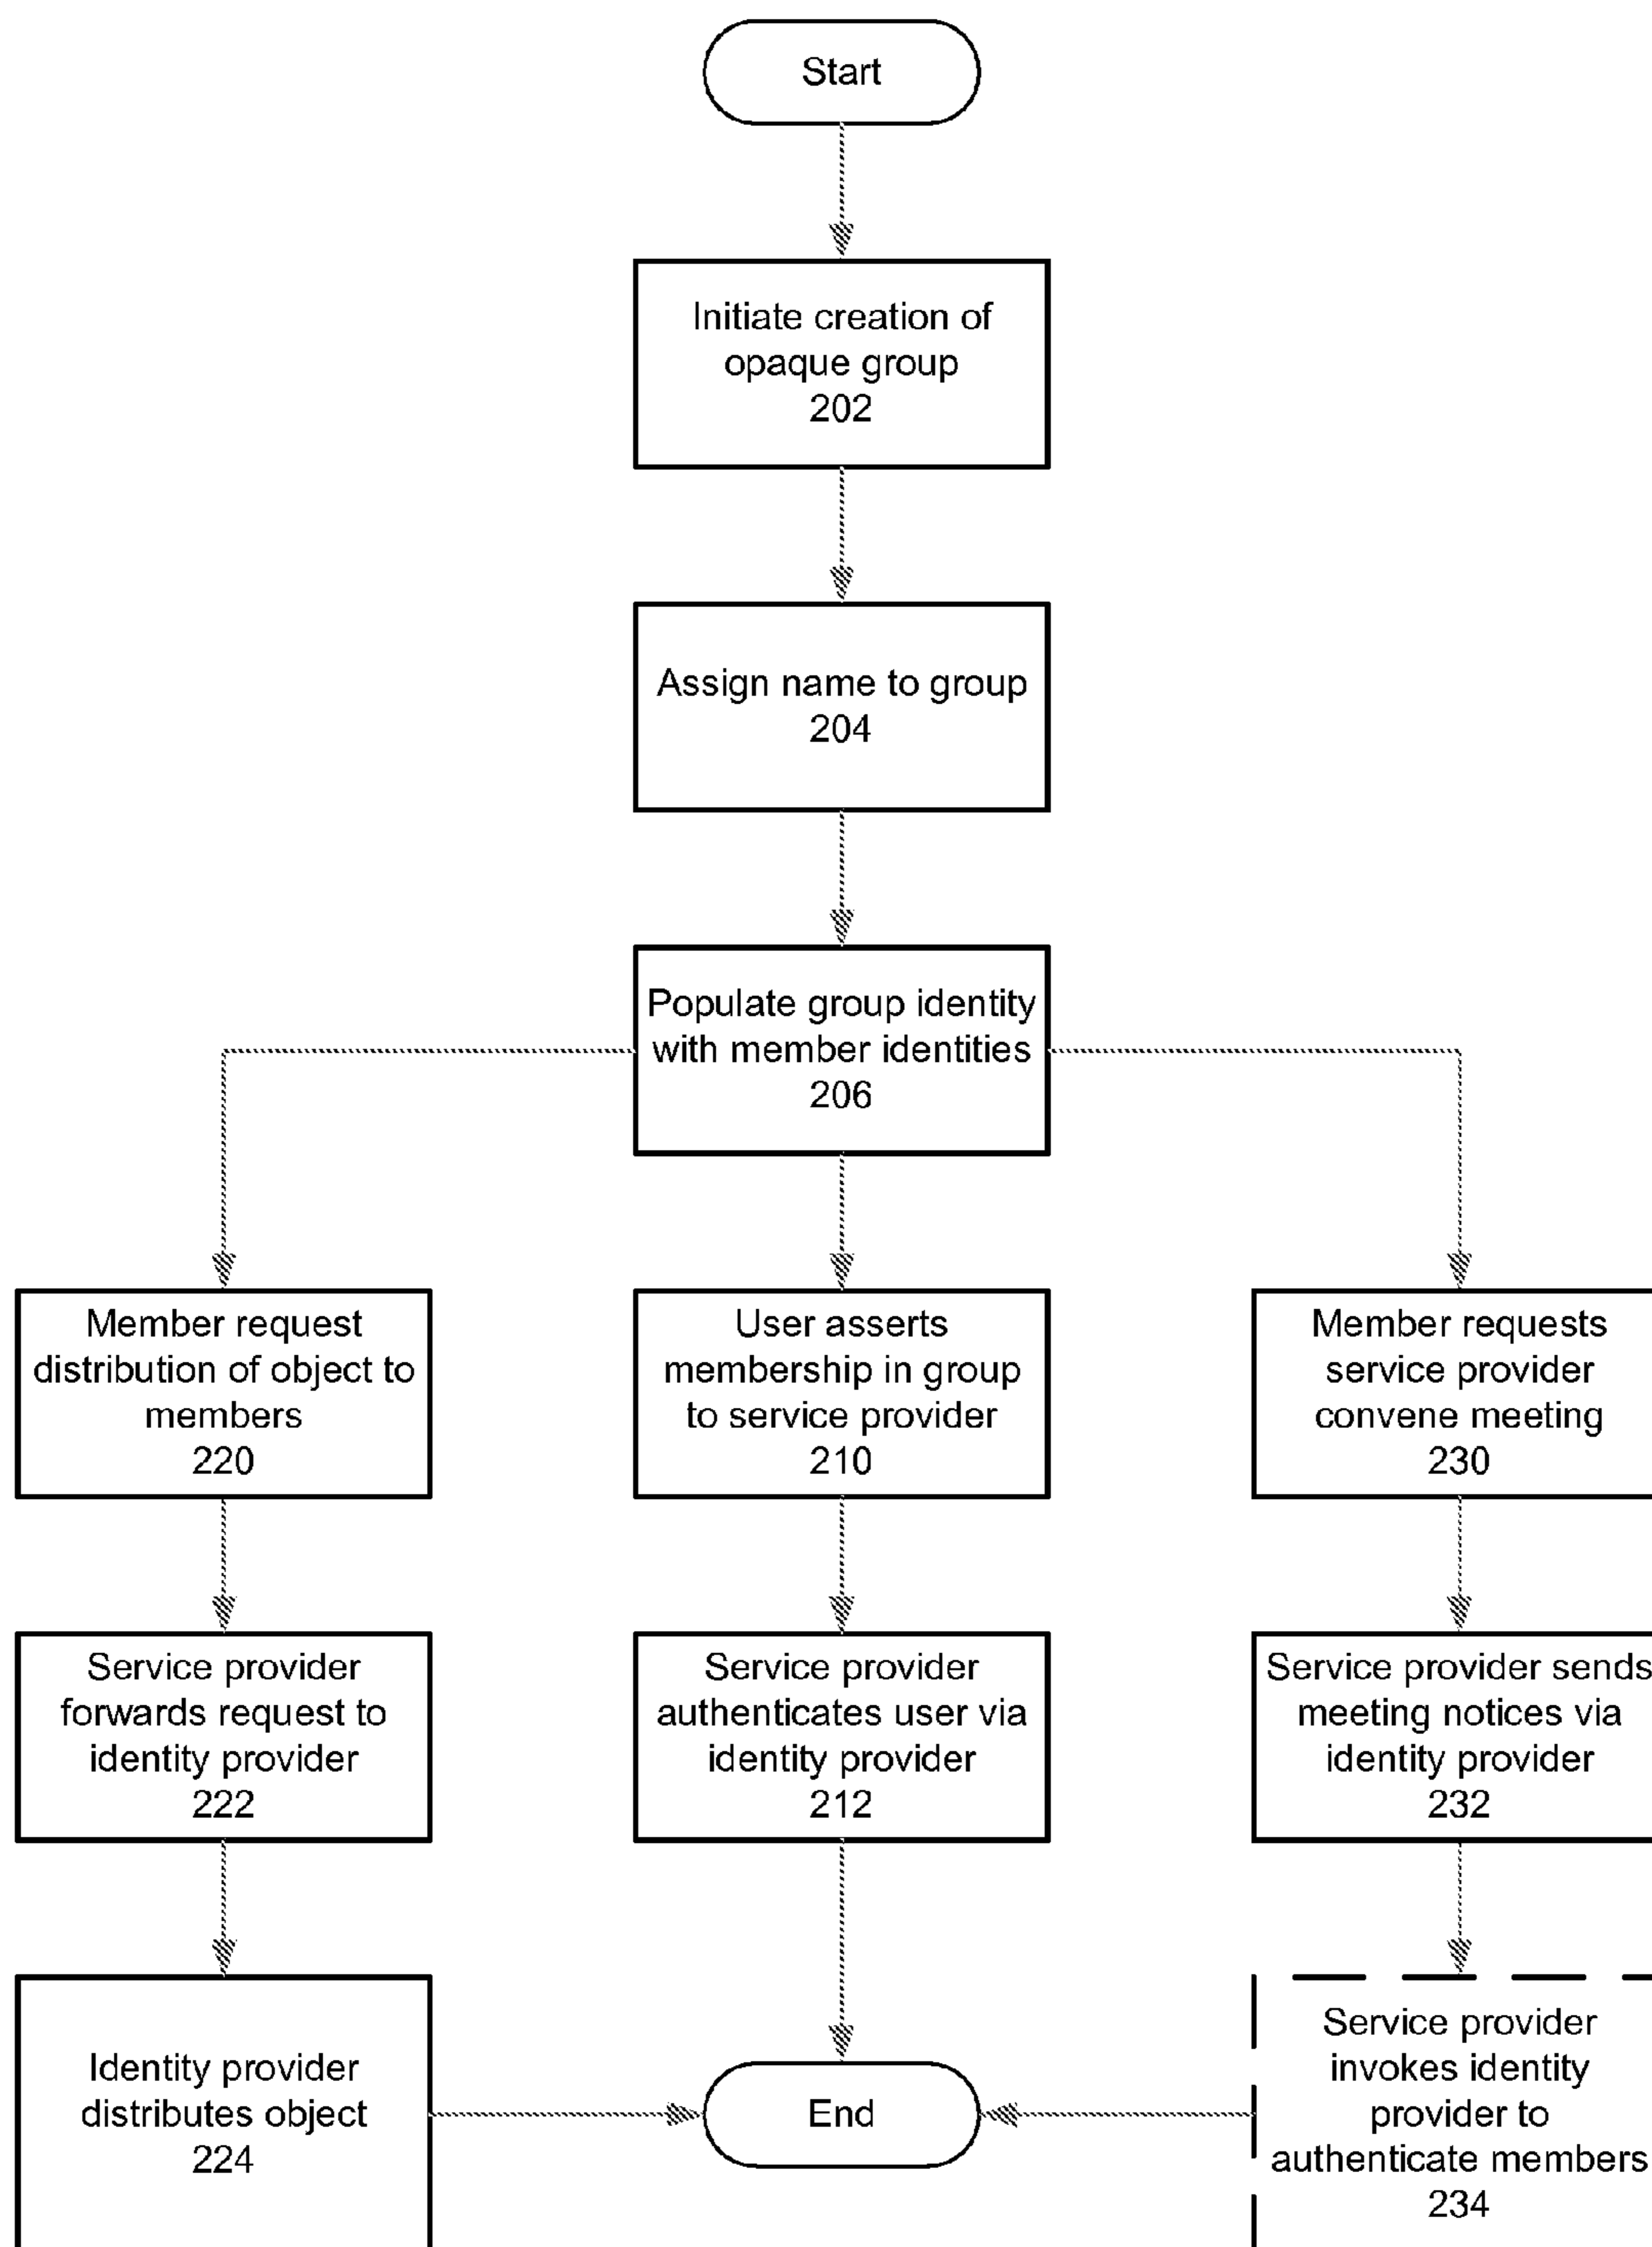 Start
Initiate creation of
opaque group
202
Assign name to group
204
Populate group identity
with member identities
206
Member request
distribution of object to
members
220
User asserts
membership in group
to service provider
210
Member requests
service provider
convene meeting
230
Service provider
forwards request to
identity provider
222
Service provider
authenticates user via
identity provider
212
Service provider sends
meeting notices via
identity provider
232
Identity provider
distributes object
224
End
Service provider
invokes identity
provider to
authenticate members
234